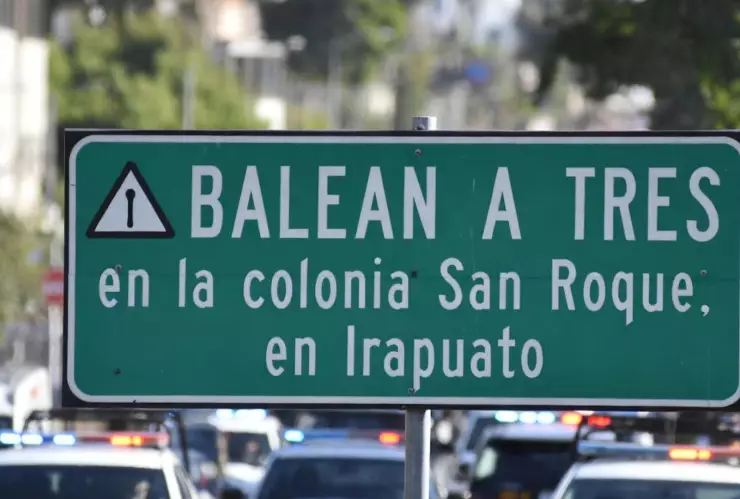 BALEAN A TRES
en la colonia San Roque,
en Irapuato